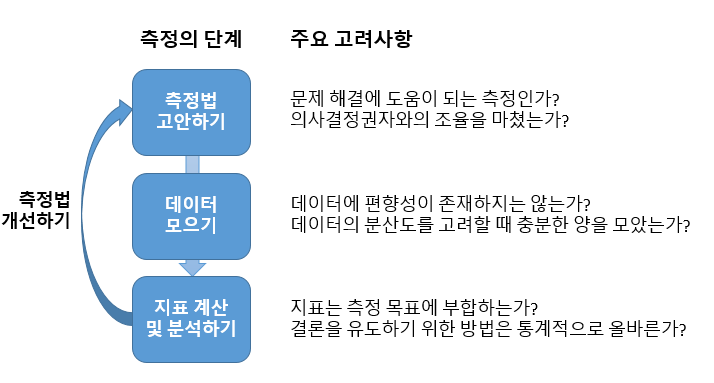 측정의 단계
주요 고려사항
측정법
고안하기
문제 해결에 도움이 되는 측정인가?
의사결정권자와의 조율을 마쳤는가?
측정법
개선하기
데이터
모으기
데이터에 편향성이 존재하지는 않는가?
데이터의 분산도를 고려할 때 충분한 양을 모았는가?
지표 계산
및 분석하기
지표는 측정 목표에 부합하는가?
결론을 유도하기 위한 방법은 통계적으로 올바른가?